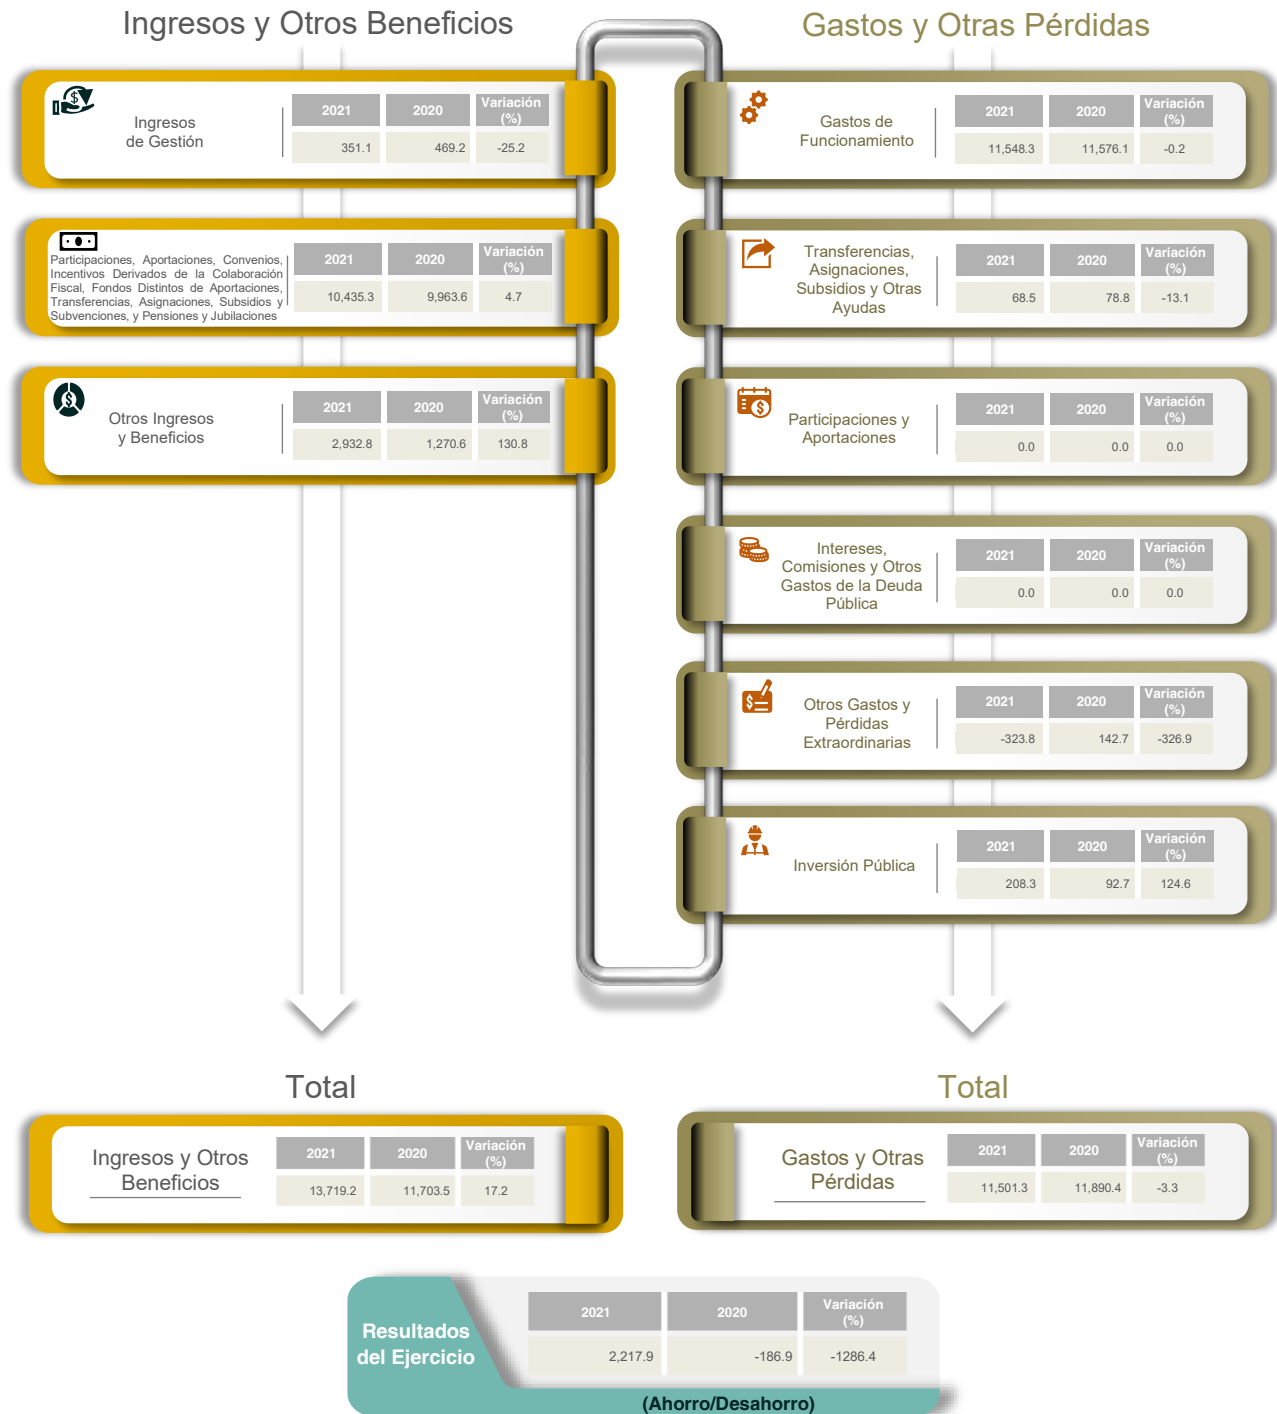 Ingresos y Otros Beneficios
Ingresos
de Gestión
2021 2020 Variación
(%)
351.1 469.2 -25.2
Participaciones, Aportaciones, Convenios,
Incentivos Derivados de la Colaboración
Fiscal, Fondos Distintos de Aportaciones,
Transferencias, Asignaciones, Subsidios y
Subvenciones, y Pensiones y Jubilaciones
2021 2020 Variación
(%)
10,435.3 9,963.6 4.7
Otros Ingresos
y Beneficios
2021 2020 Variación
(%)
2,932.8 1,270.6 130.8
Gastos y Otras Pérdidas
Gastos de
Funcionamiento
2021 2020 Variación
(%)
11,548.3 11,576.1 -0.2
Transferencias,
Asignaciones,
Subsidios y Otras
Ayudas
2021 2020 Variación
(%)
68.5 78.8 -13.1
Participaciones y
Aportaciones
2021 2020 Variación
(%)
0.0 0.0 0.0
Intereses,
Comisiones y Otros
Gastos de la Deuda
Pública
2021 2020 Variación
(%)
0.0 0.0 0.0
Otros Gastos y
Pérdidas
Extraordinarias
2021 2020 Variación
(%)
-323.8 142.7 -326.9
Inversión Pública
2021 2020 Variación
(%)
208.3 92.7 124.6
Total
Ingresos y Otros
Beneficios
2021 2020 Variación
(%)
13,719.2 11,703.5 17.2
Total
Gastos y Otras
Pérdidas
2021 2020 Variación
(%)
11,501.3 11,890.4 -3.3
Resultados
del Ejercicio
2021 2020 Variación
(%)
2,217.9 -186.9 -1286.4
(Ahorro/Desahorro)